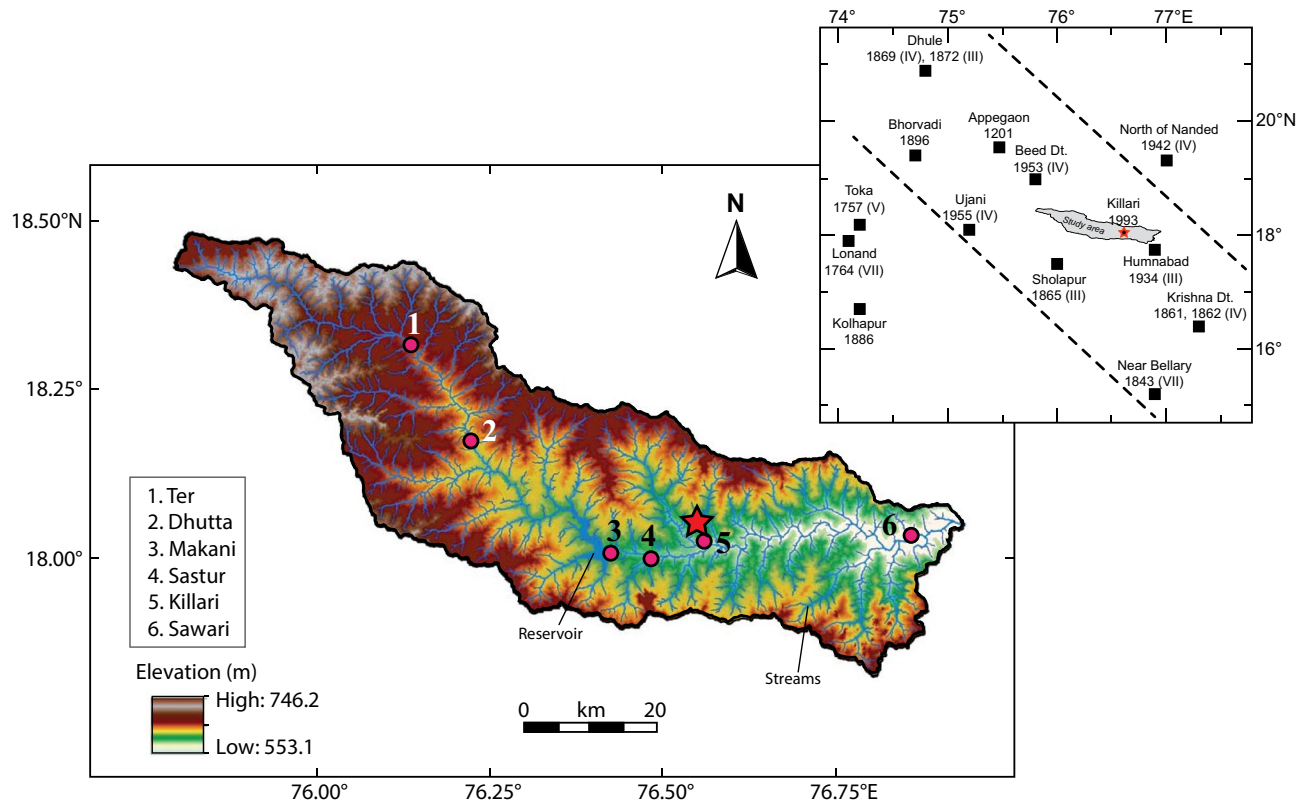 74°
75°
76°
77°E
Dhule
1869 (IV), 1872 (III)
Bhorvadi
1896
Appegaon
1201
20°N
North of Nanded
1942 (IV)
Beed Dt.
1953 (IV)
Toka
1757 (V)
Ujani
1955 (IV)
Killari
1993
Study area
18°
Lonand
1764 (VII)
Humnabad
1934 (III)
Sholapur
1865 (III)
Krishna Dt.
1861, 1862 (IV)
Kolhapur
1886
16°
Near Bellary
1843 (VII)
N
18.50°N
18.25°
18.00°
1
2
3
4
5
6
1. Ter
2. Dhutta
3. Makani
4. Sastur
5. Killari
6. Sawari
Reservoir
Streams
Elevation (m)
High: 746.2
Low: 553.1
0 km 20
76.00°
76.25°
76.50°
76.75°E